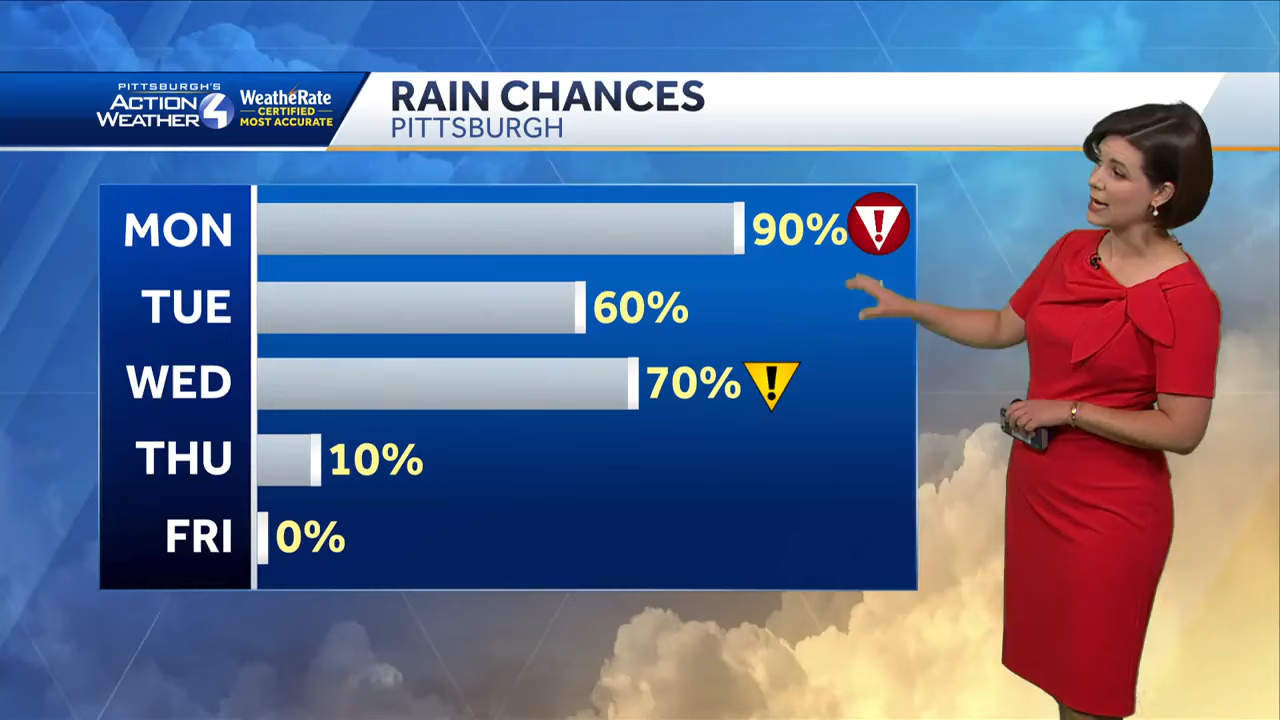 PITTSBURGH'S
ACTION
WEATHER 4
WeatheRate
CERTIFIED
MOST ACCURATE
RAIN CHANCES
PITTSBURGH
MON 90% !
TUE 60%
WED 70% !
THU 10%
FRI 0%